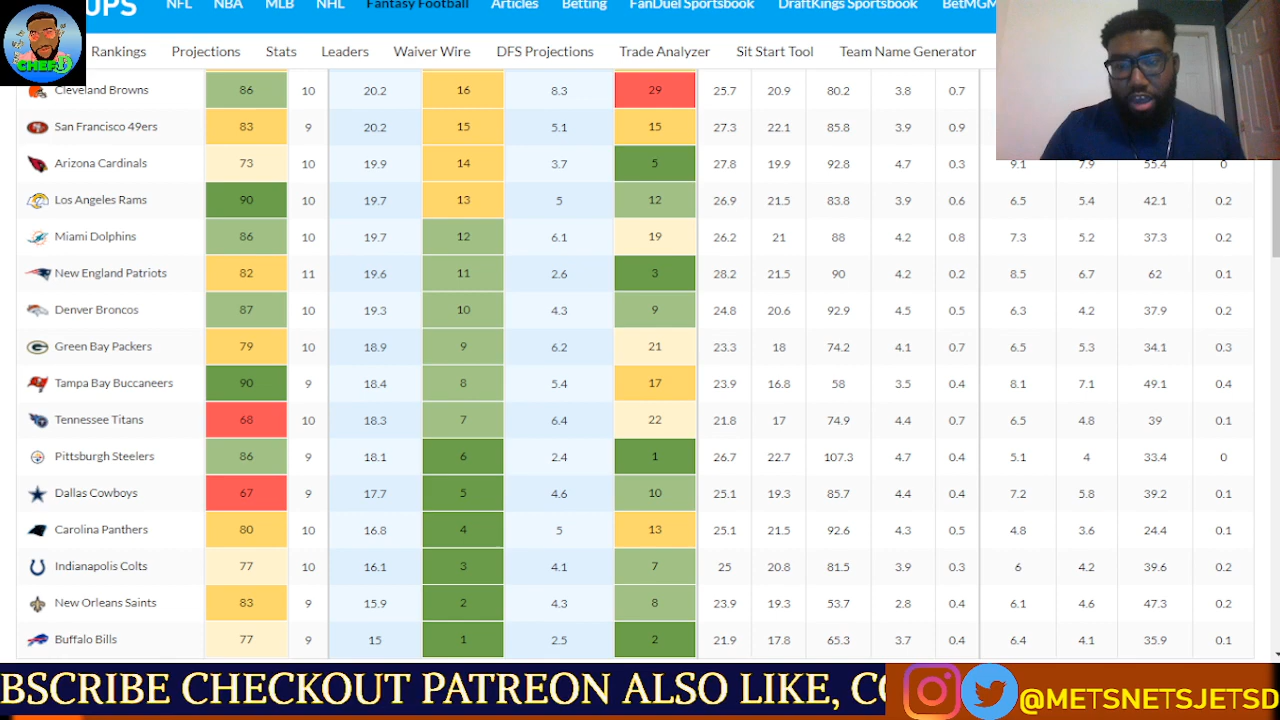 UPS NFL NBA MLB NHL Fantasy Football Articles Betting FanDuel Sportsbook DraftKings Sportsbook BetMGM
CHEF
Rankings Projections Stats Leaders Waiver Wire DFS Projections Trade Analyzer Sit Start Tool Team Name Generator
Cleveland Browns 86 10 20.2 16 8.3 29 25.7 20.9 80.2 3.8 0.7
San Francisco 49ers 83 9 20.2 15 5.1 15 27.3 22.1 85.8 3.9 0.9
Arizona Cardinals 73 10 19.9 14 3.7 5 27.8 19.9 92.8 4.7 0.3 9.1 7.9 55.4 0
Los Angeles Rams 90 10 19.7 13 5 12 26.9 21.5 83.8 3.9 0.6 6.5 5.4 42.1 0.2
Miami Dolphins 86 10 19.7 12 6.1 19 26.2 21 88 4.2 0.8 7.3 5.2 37.3 0.2
New England Patriots 82 11 19.6 11 2.6 3 28.2 21.5 90 4.2 0.2 8.5 6.7 62 0.1
Denver Broncos 87 10 19.3 10 4.3 9 24.8 20.6 92.9 4.5 0.5 6.3 4.2 37.9 0.2
Green Bay Packers 79 10 18.9 9 6.2 21 23.3 18 74.2 4.1 0.7 6.5 5.3 34.1 0.3
Tampa Bay Buccaneers 90 9 18.4 8 5.4 17 23.9 16.8 58 3.5 0.4 8.1 7.1 49.1 0.4
Tennessee Titans 68 10 18.3 7 6.4 22 21.8 17 74.9 4.4 0.7 6.5 4.8 39 0.1
Pittsburgh Steelers 86 9 18.1 6 2.4 1 26.7 22.7 107.3 4.7 0.4 5.1 4 33.4 0
Dallas Cowboys 67 9 17.7 5 4.6 10 25.1 19.3 85.7 4.4 0.4 7.2 5.8 39.2 0.1
Carolina Panthers 80 10 16.8 4 5 13 25.1 21.5 92.6 4.3 0.5 4.8 3.6 24.4 0.1
Indianapolis Colts 77 10 16.1 3 4.1 7 25 20.8 81.5 3.9 0.3 6 4.2 39.6 0.2
New Orleans Saints 83 9 15.9 2 4.3 8 23.9 19.3 53.7 2.8 0.4 6.1 4.6 47.3 0.2
Buffalo Bills 77 9 15 1 2.5 2 21.9 17.8 65.3 3.7 0.4 6.4 4.1 35.9 0.1
BSCRIBE CHECKOUT PATREON ALSO LIKE, CO
@METSNETSJETSD